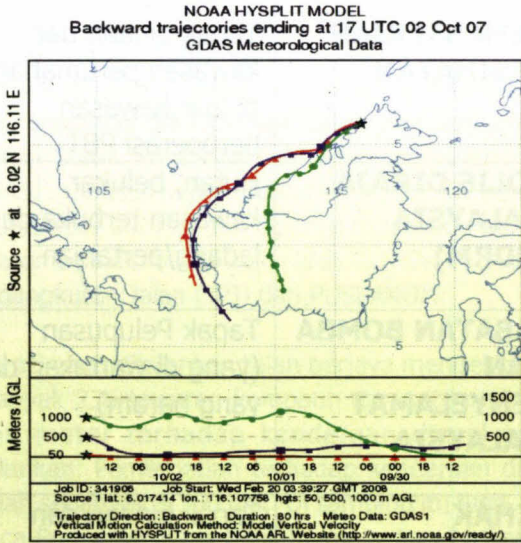 NOAA HYSPLIT MODEL
Backward trajectories ending at 17 UTC 02 Oct 07
GDAS Meteorological Data
Source ★ at 6.02 N 116.11 E
105
110
115
120
5
5
Meters AGL
1000
500
50
1500
1000
500
12 06 00 18 12 06 00 18 12 06 00 18 12
10/02 10/01 09/30
Job ID: 341906 Job Start: Wed Feb 20 03:39:27 GMT 2008
Source 1 lat.: 6.017414 lon.: 116.107756 hgts: 50, 500, 1000 m AGL
Trajectory Direction: Backward Duration: 80 hrs Meteo Data: GDAS1
Vertical Motion Calculation Method: Model Vertical Velocity
Produced with HYSPLIT from the NOAA ARL Website (http://www.arl.noaa.gov/ready/)